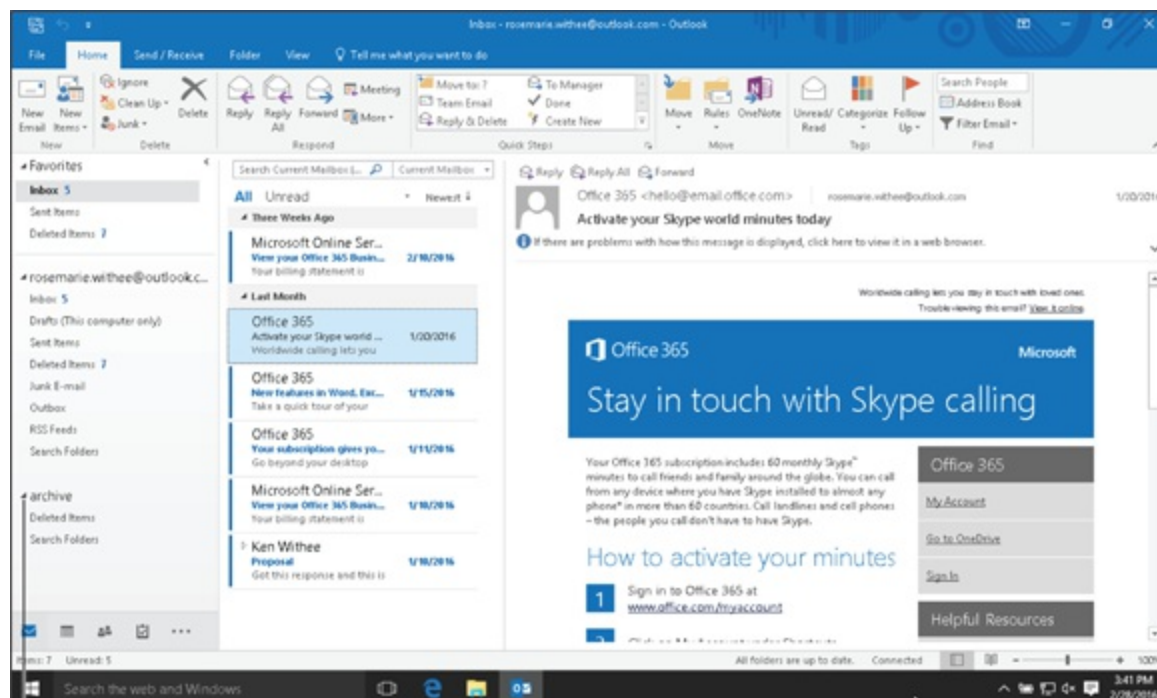 Inbox - rosemarie.withee@outlook.com - Outlook
File Home Send / Receive Folder View Tell me what you want to do
New Email
New Items
Ignore
Clean Up
Junk
Delete
Reply
Reply All
Forward
Meeting
More
Move to: ?
Team Email
Reply & Delete
To Manager
Done
Create New
Move
Rules
OneNote
Unread/ Read
Categorize
Follow Up
Search People
Address Book
Filter Email
New Delete Respond Quick Steps Move Tags Find
Favorites
Inbox 5
Sent Items
Deleted Items 7
rosemarie.withee@outlook.c...
Inbox 5
Drafts (This computer only)
Sent Items
Deleted Items 7
Junk E-mail
Outbox
RSS Feeds
Search Folders
archive
Deleted Items
Search Folders
Search Current Mailbox (... Current Mailbox
All Unread Newest
Three Weeks Ago
Microsoft Online Ser...
View your Office 365 Busin... 2/10/2016
Your billing statement is
Last Month
Office 365
Activate your Skype world ... 1/20/2016
Worldwide calling lets you
Office 365
New features in Word, Exc... 1/15/2016
Take a quick tour of your
Office 365
Your subscription gives yo... 1/11/2016
Go beyond your desktop
Microsoft Online Ser...
View your Office 365 Busin... 1/10/2016
Your billing statement is
Ken Withee
Proposal 1/10/2016
Got this response and this is
Reply Reply All Forward
Office 365 <hello@email.office.com> rosemarie.withee@outlook.com 1/20/2016
Activate your Skype world minutes today
If there are problems with how this message is displayed, click here to view it in a web browser.
Worldwide calling lets you stay in touch with loved ones.
Trouble viewing this email? View it online
Office 365 Microsoft
Stay in touch with Skype calling
Your Office 365 subscription includes 60 monthly Skype™
minutes to call friends and family around the globe. You can call
from any device where you have Skype installed to almost any
phone* in more than 60 countries. Call landlines and cell phones
– the people you call don't have to have Skype.
How to activate your minutes
1 Sign in to Office 365 at
www.office.com/myaccount
2 Click on My Account under Shortcuts
Office 365
My Account
Go to OneDrive
Sign In
Helpful Resources
Items: 7 Unread: 5 All folders are up to date. Connected 100%
Search the web and Windows
3:41 PM
2/28/2016